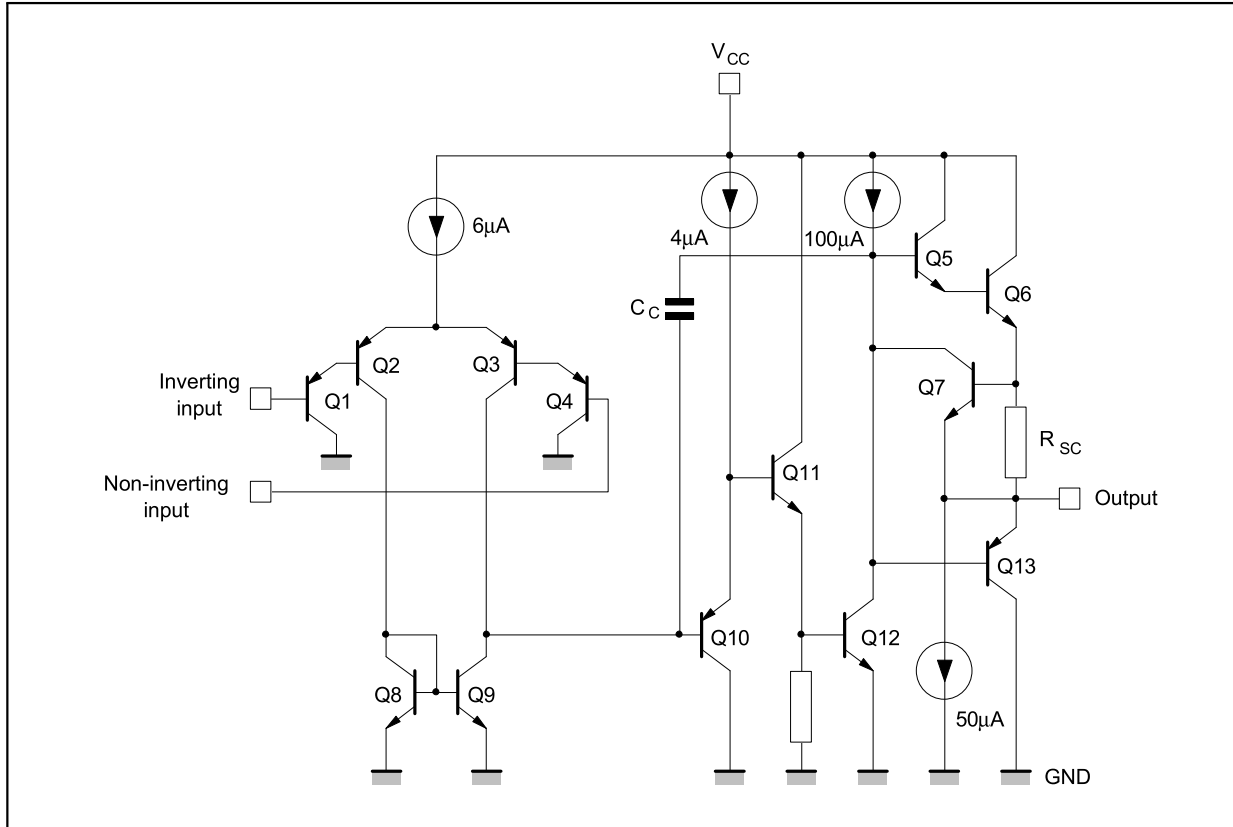 VCC
6μA
4μA
100μA
Q5
Q6
CC
Q2
Q3
Q7
Inverting
input
Q1
Q4
RSC
Non-inverting
input
Q11
Output
Q13
Q10
Q12
Q8
Q9
50μA
GND